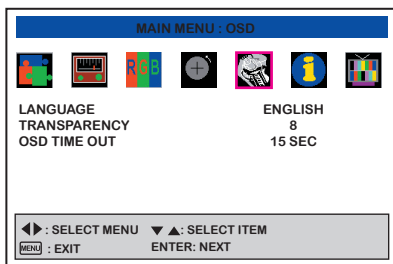 MAIN MENU : OSD
RGB
LANGUAGE ENGLISH
TRANSPARENCY 8
OSD TIME OUT 15 SEC
: SELECT MENU ▼ ▲: SELECT ITEM
MENU : EXIT ENTER: NEXT